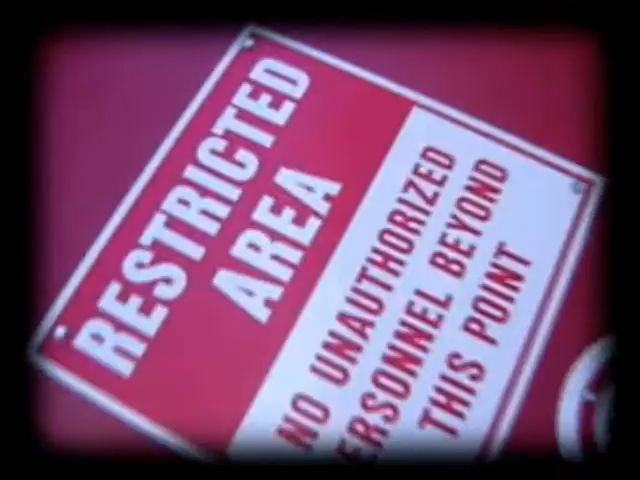 RESTRICTED
AREA
NO UNAUTHORIZED
ERSONNEL BEYOND
THIS POINT